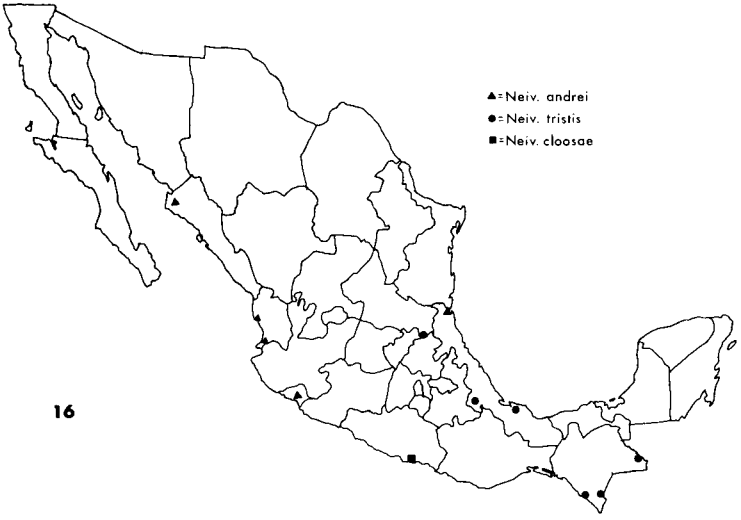 ▲=Neiv. andrei
●=Neiv. tristis
■=Neiv. cloosae
16